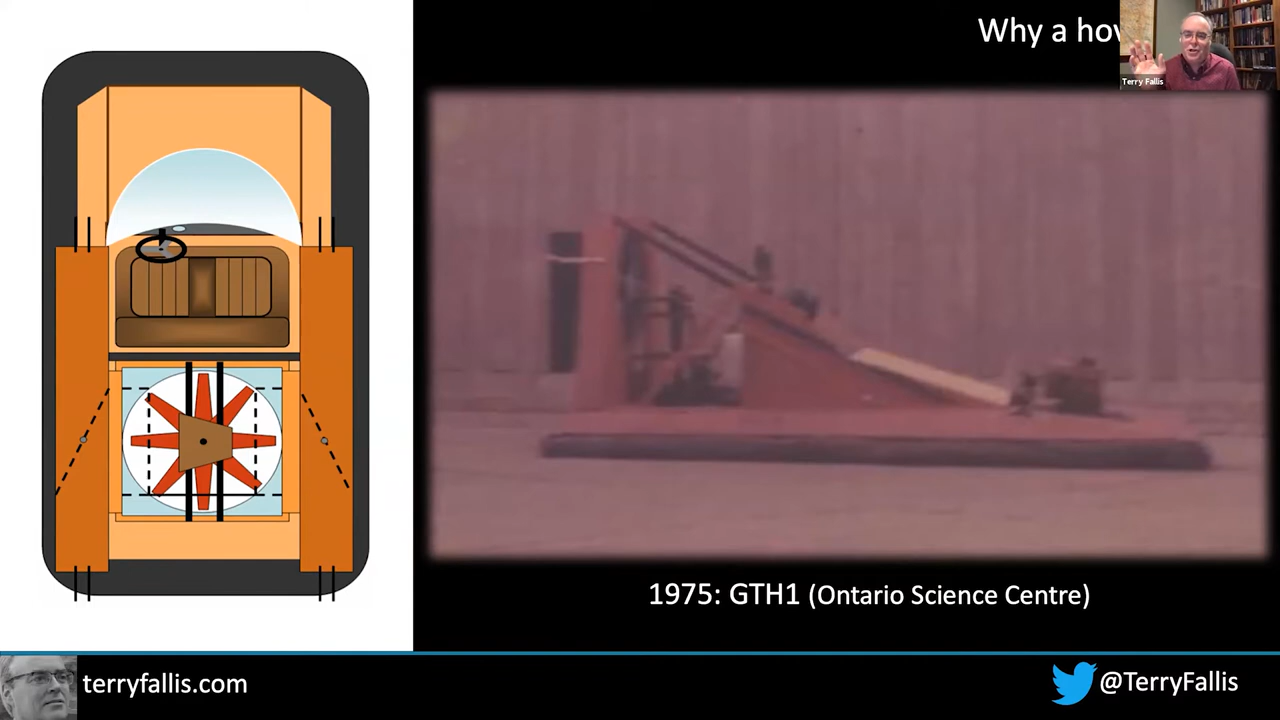 Why a hov
Terry Fallis
1975: GTH1 (Ontario Science Centre)
terryfallis.com
@TerryFallis